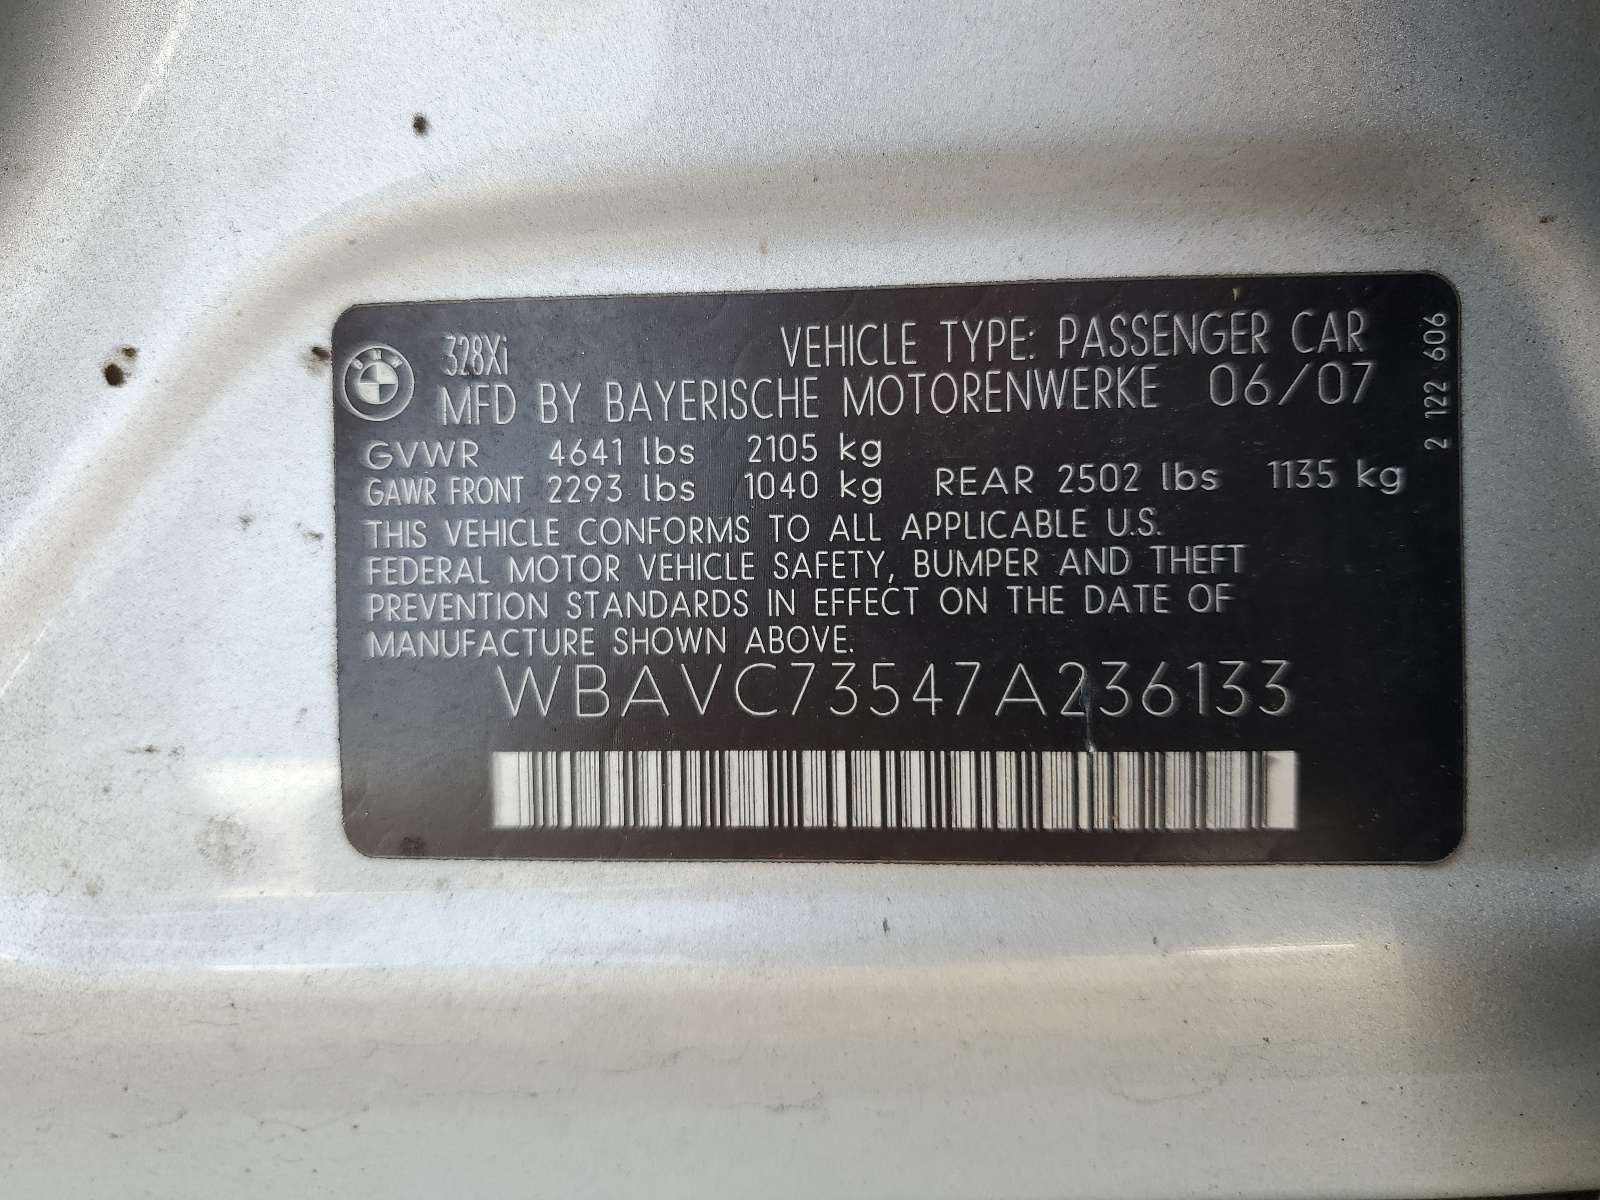 BMW
328Xi VEHICLE TYPE: PASSENGER CAR
MFD BY BAYERISCHE MOTORENWERKE 06/07
GVWR 4641 lbs 2105 kg
GAWR FRONT 2293 lbs 1040 kg REAR 2502 lbs 1135 kg
THIS VEHICLE CONFORMS TO ALL APPLICABLE U.S.
FEDERAL MOTOR VEHICLE SAFETY, BUMPER AND THEFT
PREVENTION STANDARDS IN EFFECT ON THE DATE OF
MANUFACTURE SHOWN ABOVE.
WBAVC73547A236133
2 122 606